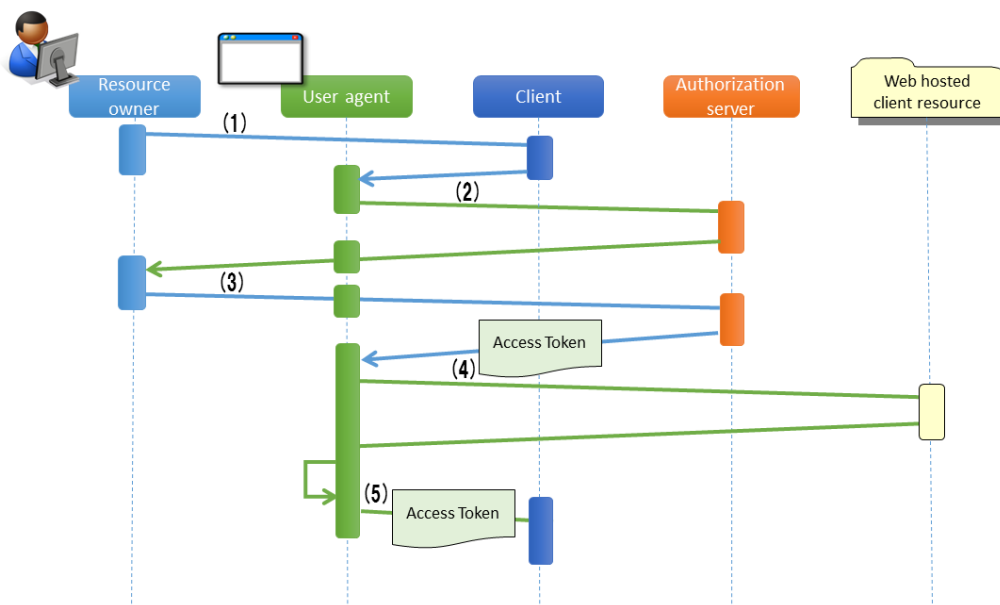 Resource
owner
User agent
Client
Authorization
server
Web hosted
client resource
(1)
(2)
(3)
Access Token
(4)
(5)
Access Token